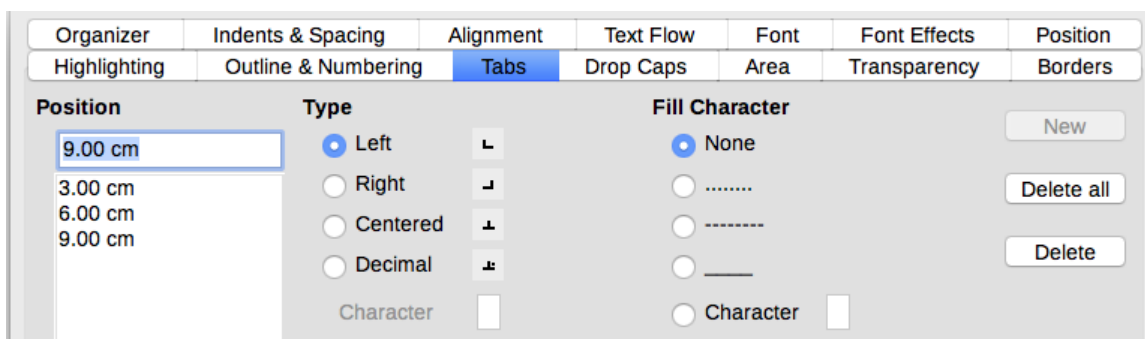 Organizer Indents & Spacing Alignment Text Flow Font Font Effects Position
Highlighting Outline & Numbering Tabs Drop Caps Area Transparency Borders
Position Type Fill Character
New
9.00 cm Left None
3.00 cm Right ........ Delete all
6.00 cm Centered --------
9.00 cm Decimal ____ Delete
Character Character